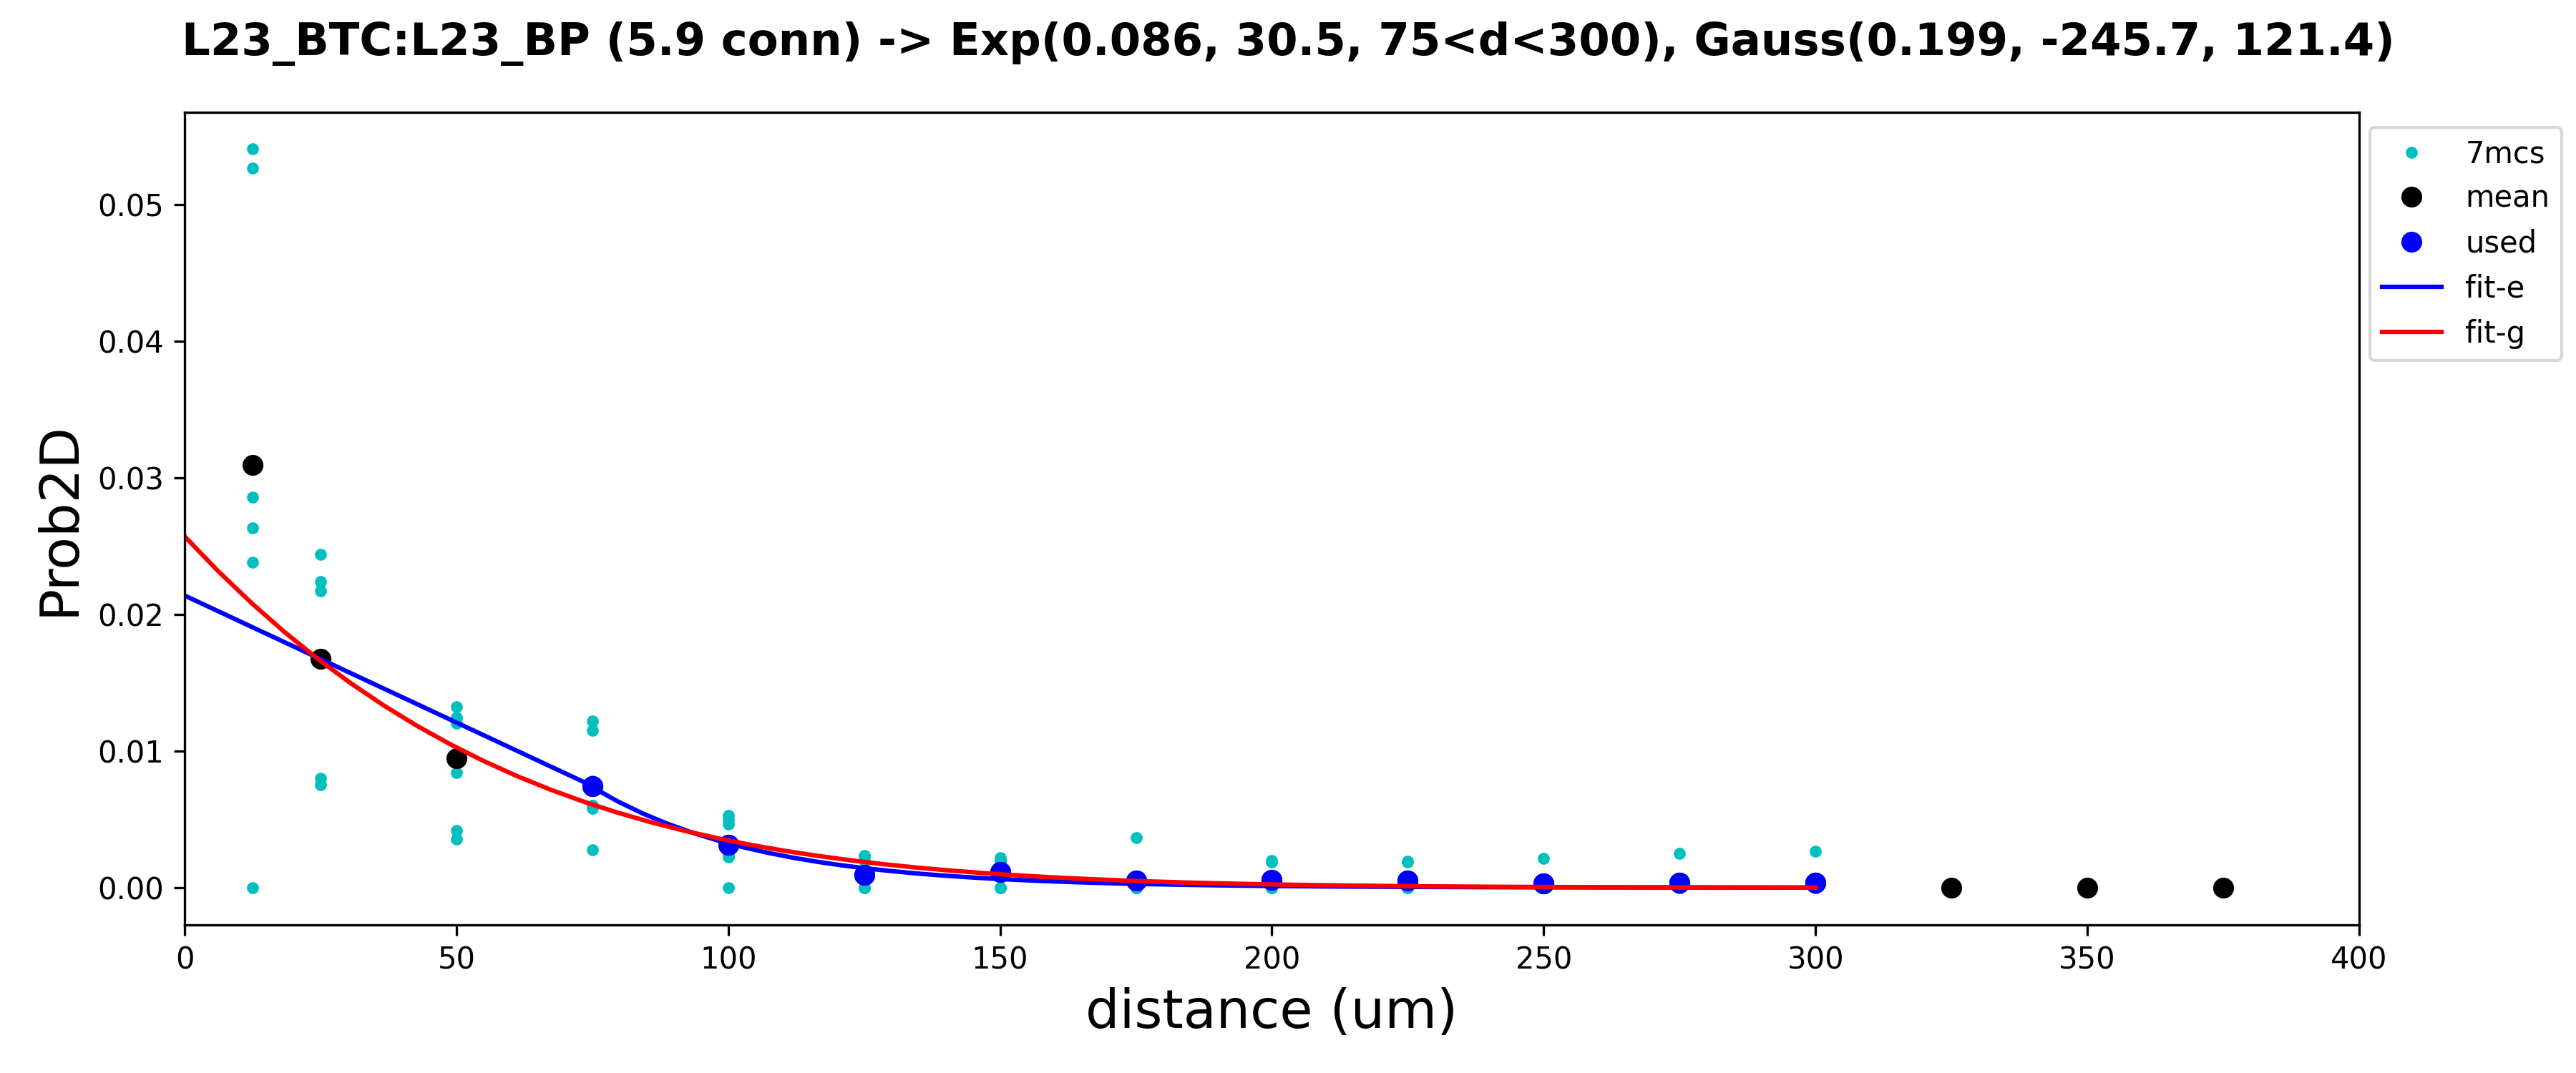 L23_BTC:L23_BP (5.9 conn) -> Exp(0.086, 30.5, 75<d<300), Gauss(0.199, -245.7, 121.4)
7mcs
mean
used
fit-e
fit-g
0.05
0.04
0.03
0.02
0.01
0.00
Prob2D
0 50 100 150 200 250 300 350 400
distance (um)